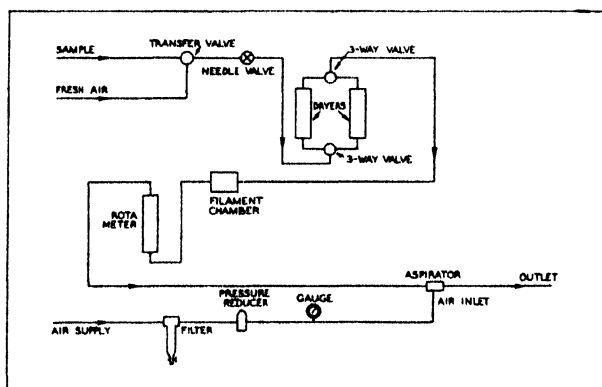 SAMPLE
TRANSFER VALVE
3-WAY VALVE
NEEDLE VALVE
FRESH AIR
DRYERS
3-WAY VALVE
FILAMENT
CHAMBER
ROTA
METER
ASPIRATOR
OUTLET
PRESSURE
REDUCER
GAUGE
AIR INLET
AIR SUPPLY
FILTER